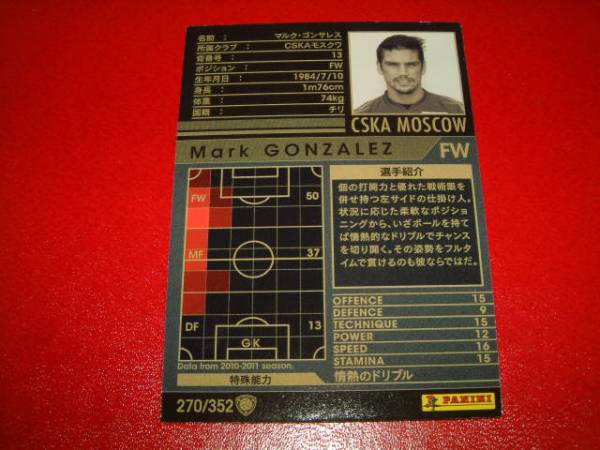 名前： マルク・ゴンサレス
所属クラブ： CSKAモスクワ
背番号： 13
ポジション： FW
生年月日： 1984/7/10
身長： 1m76cm
体重： 74kg
国籍： チリ
CSKA MOSCOW
Mark GONZALEZ FW
FW 50
MF 37
DF 13
GK
Data from 2010-2011 season.
選手紹介
個の打開力と優れた戦術眼を
併せ持つ左サイドの仕掛け人。
状況に応じた柔軟なポジショ
ニングから、いざボールを持て
ば情熱的なドリブルでチャンス
を切り開く。その姿勢をフルタ
イムで貫けるのも彼ならではだ。
OFFENCE 15
DEFENCE 9
TECHNIQUE 15
POWER 12
SPEED 16
STAMINA 15
特殊能力 情熱のドリブル
270/352
PANINI